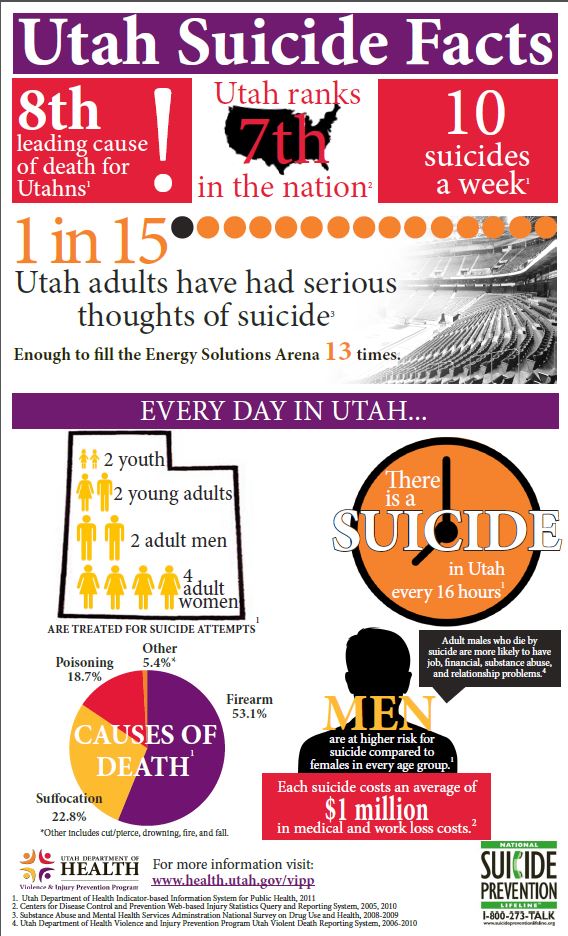 Utah Suicide Facts
8th
leading cause
of death for
Utahns¹
!
Utah ranks
7th
in the nation²
10
suicides
a week¹
1 in 15
Utah adults have had serious
thoughts of suicide³
Enough to fill the Energy Solutions Arena 13 times.
EVERY DAY IN UTAH...
2 youth
2 young adults
2 adult men
4
adult
women
ARE TREATED FOR SUICIDE ATTEMPTS¹
There
is a
SUICIDE
in Utah
every 16 hours¹
Adult males who die by
suicide are more likely to have
job, financial, substance abuse,
and relationship problems.⁴
MEN
are at higher risk for
suicide compared to
females in every age group.¹
Each suicide costs an average of
$1 million
in medical and work loss costs.²
Other
5.4%*
Poisoning
18.7%
Firearm
53.1%
CAUSES OF
DEATH¹
Suffocation
22.8%
*Other includes cut/pierce, drowning, fire, and fall.
UTAH DEPARTMENT OF
HEALTH
Violence & Injury Prevention Program
For more information visit:
www.health.utah.gov/vipp
NATIONAL
SUICIDE
PREVENTION
LIFELINE™
1-800-273-TALK
www.suicidepreventionlifeline.org
1. Utah Department of Health Indicator-based Information System for Public Health, 2011
2. Centers for Disease Control and Prevention Web-based Injury Statistics Query and Reporting System, 2005, 2010
3. Substance Abuse and Mental Health Services Adminstration National Survey on Drug Use and Health, 2008-2009
4. Utah Department of Health Violence and Injury Prevention Program Utah Violent Death Reporting System, 2006-2010